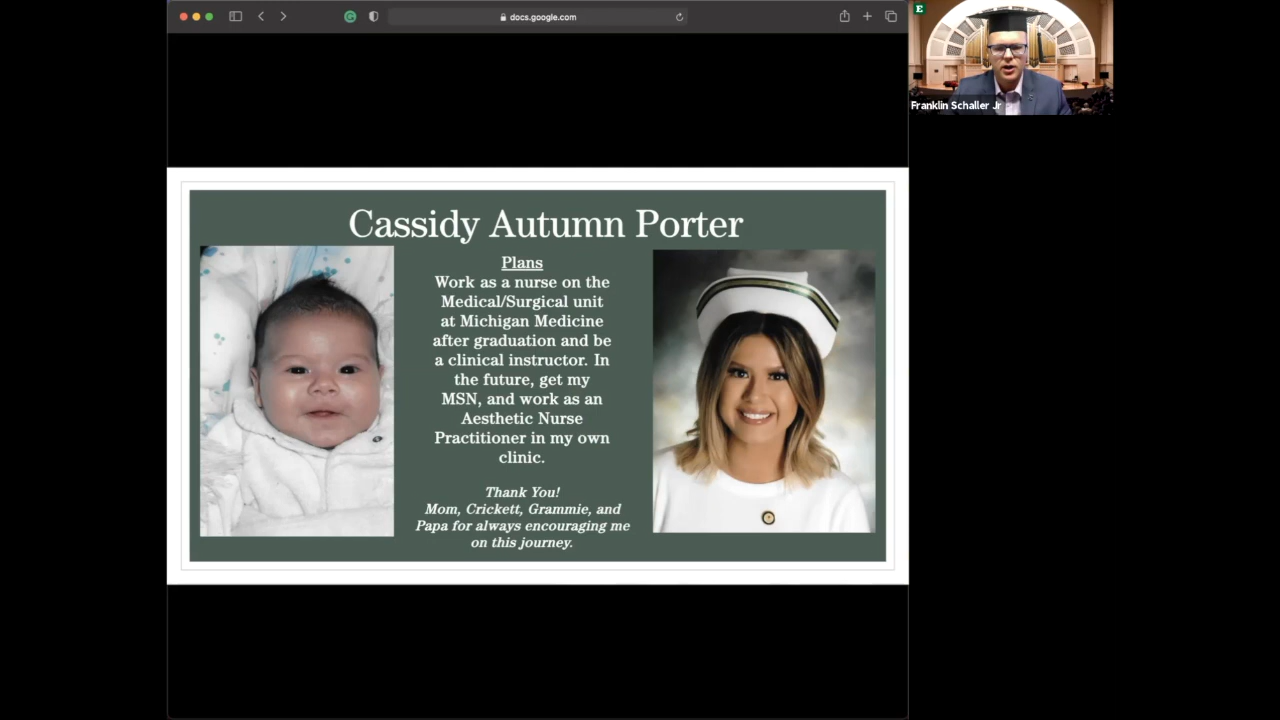 docs.google.com
E
Franklin Schaller Jr
Cassidy Autumn Porter
Plans
Work as a nurse on the
Medical/Surgical unit
at Michigan Medicine
after graduation and be
a clinical instructor. In
the future, get my
MSN, and work as an
Aesthetic Nurse
Practitioner in my own
clinic.
Thank You!
Mom, Crickett, Grammie, and
Papa for always encouraging me
on this journey.